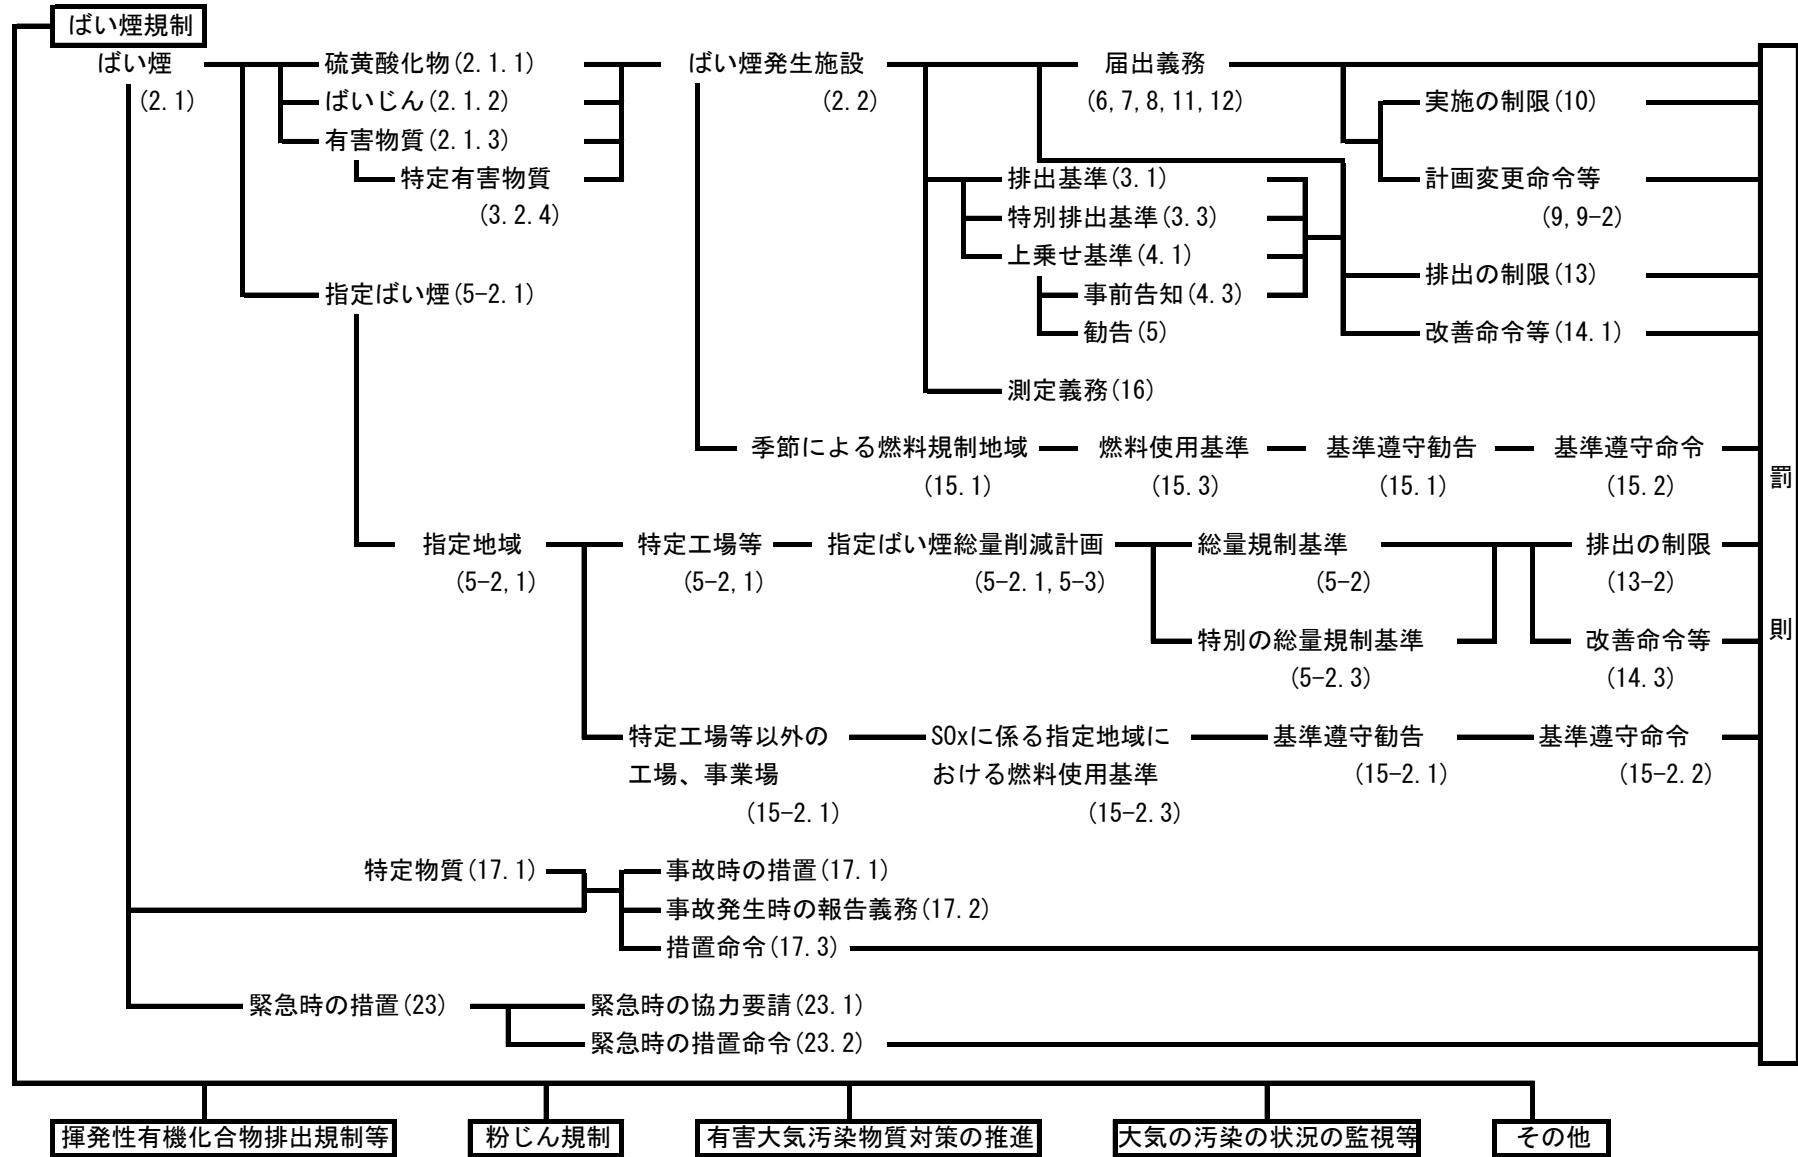 ばい煙規制
ばい煙 硫黄酸化物(2.1.1) ばい煙発生施設 届出義務
(2.1) ばいじん(2.1.2) (2.2) (6,7,8,11,12) 実施の制限(10)
有害物質(2.1.3)
特定有害物質 排出基準(3.1) 計画変更命令等
(3.2.4) 特別排出基準(3.3) (9,9-2)
上乗せ基準(4.1) 排出の制限(13)
指定ばい煙(5-2.1) 事前告知(4.3)
勧告(5) 改善命令等(14.1)
測定義務(16)
季節による燃料規制地域 燃料使用基準 基準遵守勧告 基準遵守命令
(15.1) (15.3) (15.1) (15.2)
罰
指定地域 特定工場等 指定ばい煙総量削減計画 総量規制基準 排出の制限
(5-2,1) (5-2,1) (5-2.1,5-3) (5-2) (13-2)
則
特別の総量規制基準 改善命令等
(5-2.3) (14.3)
特定工場等以外の SOxに係る指定地域に 基準遵守勧告 基準遵守命令
工場、事業場 おける燃料使用基準 (15-2.1) (15-2.2)
(15-2.1) (15-2.3)
特定物質(17.1) 事故時の措置(17.1)
事故発生時の報告義務(17.2)
措置命令(17.3)
緊急時の措置(23) 緊急時の協力要請(23.1)
緊急時の措置命令(23.2)
揮発性有機化合物排出規制等 粉じん規制 有害大気汚染物質対策の推進 大気の汚染の状況の監視等 その他